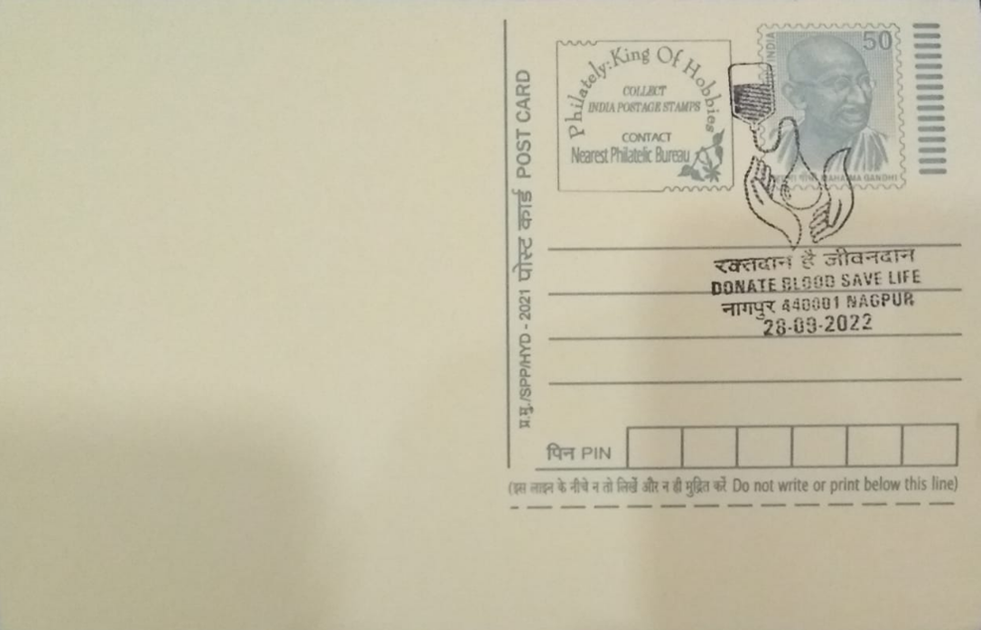 प्र.मु./SPP/HYD - 2021 पोस्ट कार्ड POST CARD
Philately:King Of Hobbies
COLLECT
INDIA POSTAGE STAMPS
CONTACT
Nearest Philatelic Bureau
INDIA
50
MAHATMA GANDHI
रक्तदान है जीवनदान
DONATE BLOOD SAVE LIFE
नागपुर 440001 NAGPUR
28-09-2022
पिन PIN
(इस लाइन के नीचे न तो लिखें और न ही मुद्रित करें Do not write or print below this line)